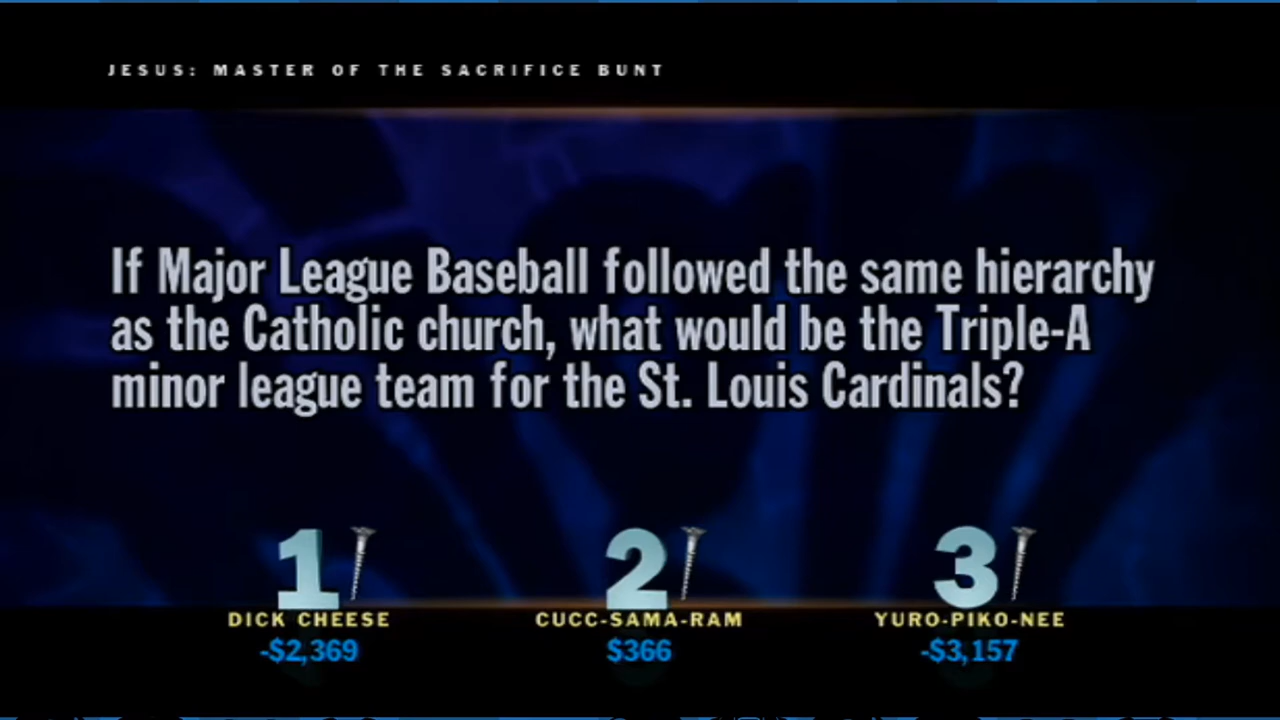 JESUS: MASTER OF THE SACRIFICE BUNT
If Major League Baseball followed the same hierarchy
as the Catholic church, what would be the Triple-A
minor league team for the St. Louis Cardinals?
1 2 3
DICK CHEESE CUCC-SAMA-RAM YURO-PIKO-NEE
-$2,369 $366 -$3,157